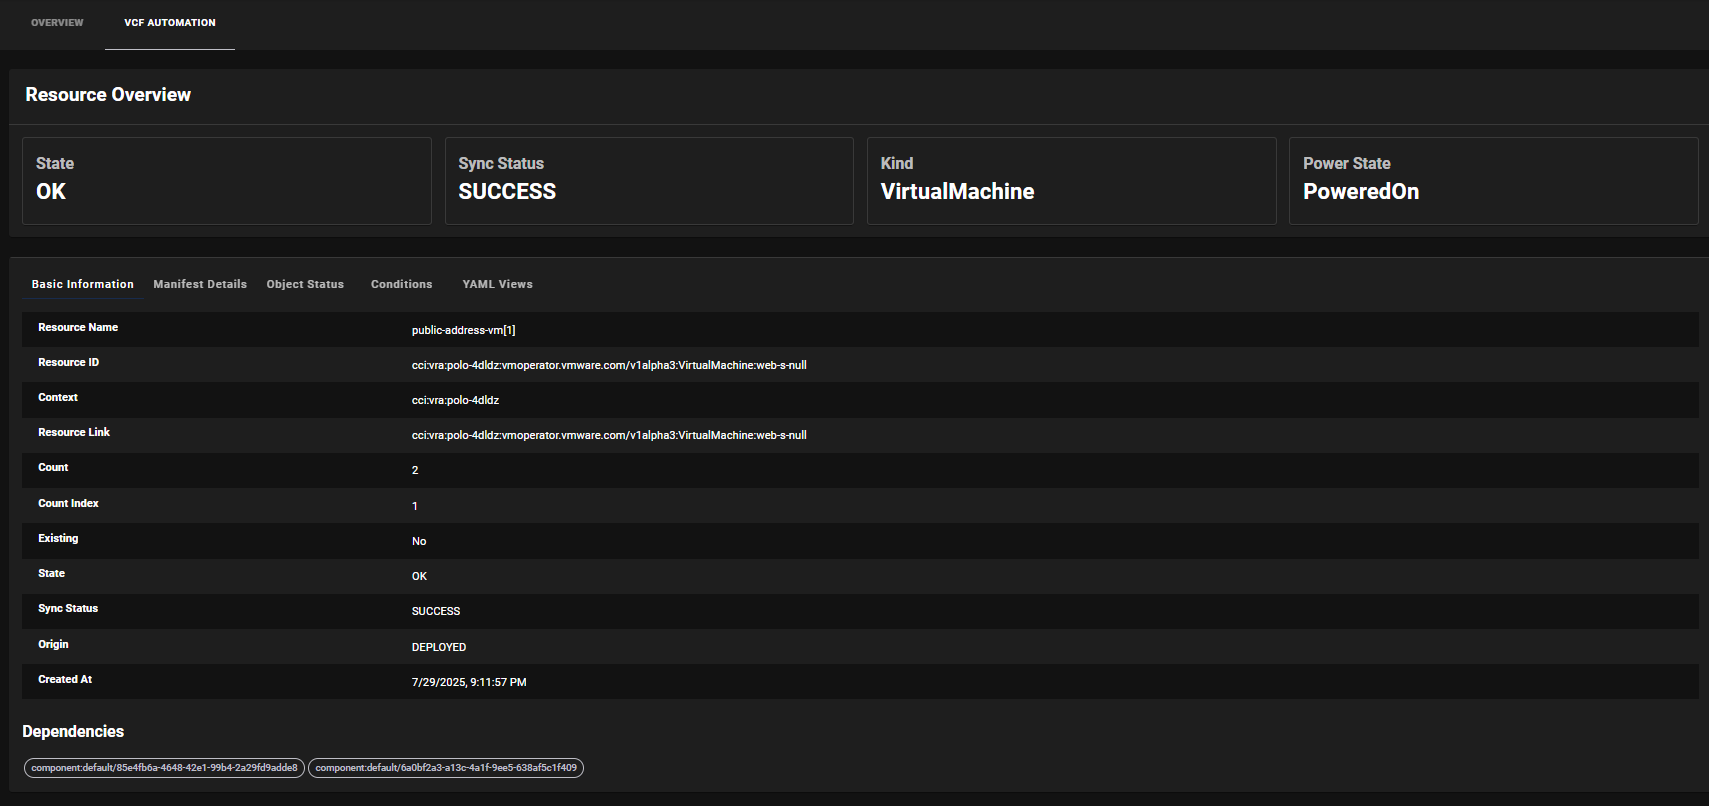 OVERVIEW VCF AUTOMATION
Resource Overview
State Sync Status Kind Power State
OK SUCCESS VirtualMachine PoweredOn
Basic Information Manifest Details Object Status Conditions YAML Views
Resource Name public-address-vm[1]
Resource ID cci:vra:polo-4dldz:vmoperator.vmware.com/v1alpha3:VirtualMachine:web-s-null
Context cci:vra:polo-4dldz
Resource Link cci:vra:polo-4dldz:vmoperator.vmware.com/v1alpha3:VirtualMachine:web-s-null
Count 2
Count Index 1
Existing No
State OK
Sync Status SUCCESS
Origin DEPLOYED
Created At 7/29/2025, 9:11:57 PM
Dependencies
component:default/85e4fb6a-4648-42e1-99b4-2a29fd9adde8 component:default/6a0bf2a3-a13c-4a1f-9ee5-638af5c1f409